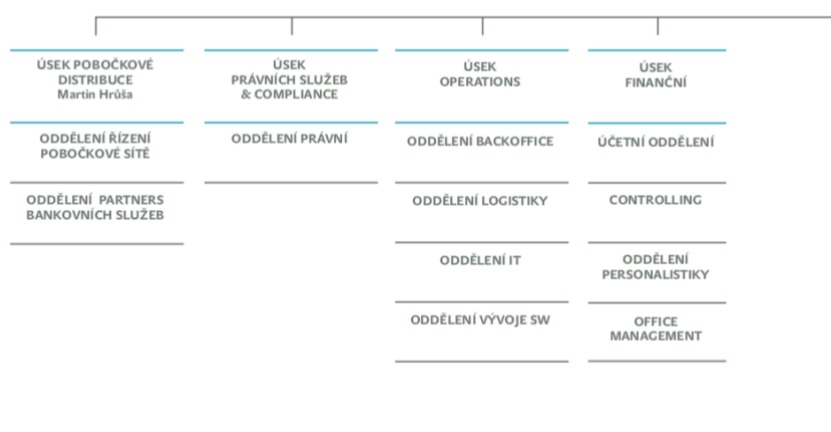 ÚSEK POBOČKOVÉ
DISTRIBUCE
Martin Hrůša
ODDĚLENÍ ŘÍZENÍ
POBOČKOVÉ SÍTĚ
ODDĚLENÍ PARTNERS
BANKOVNÍCH SLUŽEB
ÚSEK
PRÁVNÍCH SLUŽEB
& COMPLIANCE
ODDĚLENÍ PRÁVNÍ
ÚSEK
OPERATIONS
ODDĚLENÍ BACKOFFICE
ODDĚLENÍ LOGISTIKY
ODDĚLENÍ IT
ODDĚLENÍ VÝVOJE SW
ÚSEK
FINANČNÍ
ÚČETNÍ ODDĚLENÍ
CONTROLLING
ODDĚLENÍ
PERSONALISTIKY
OFFICE
MANAGEMENT